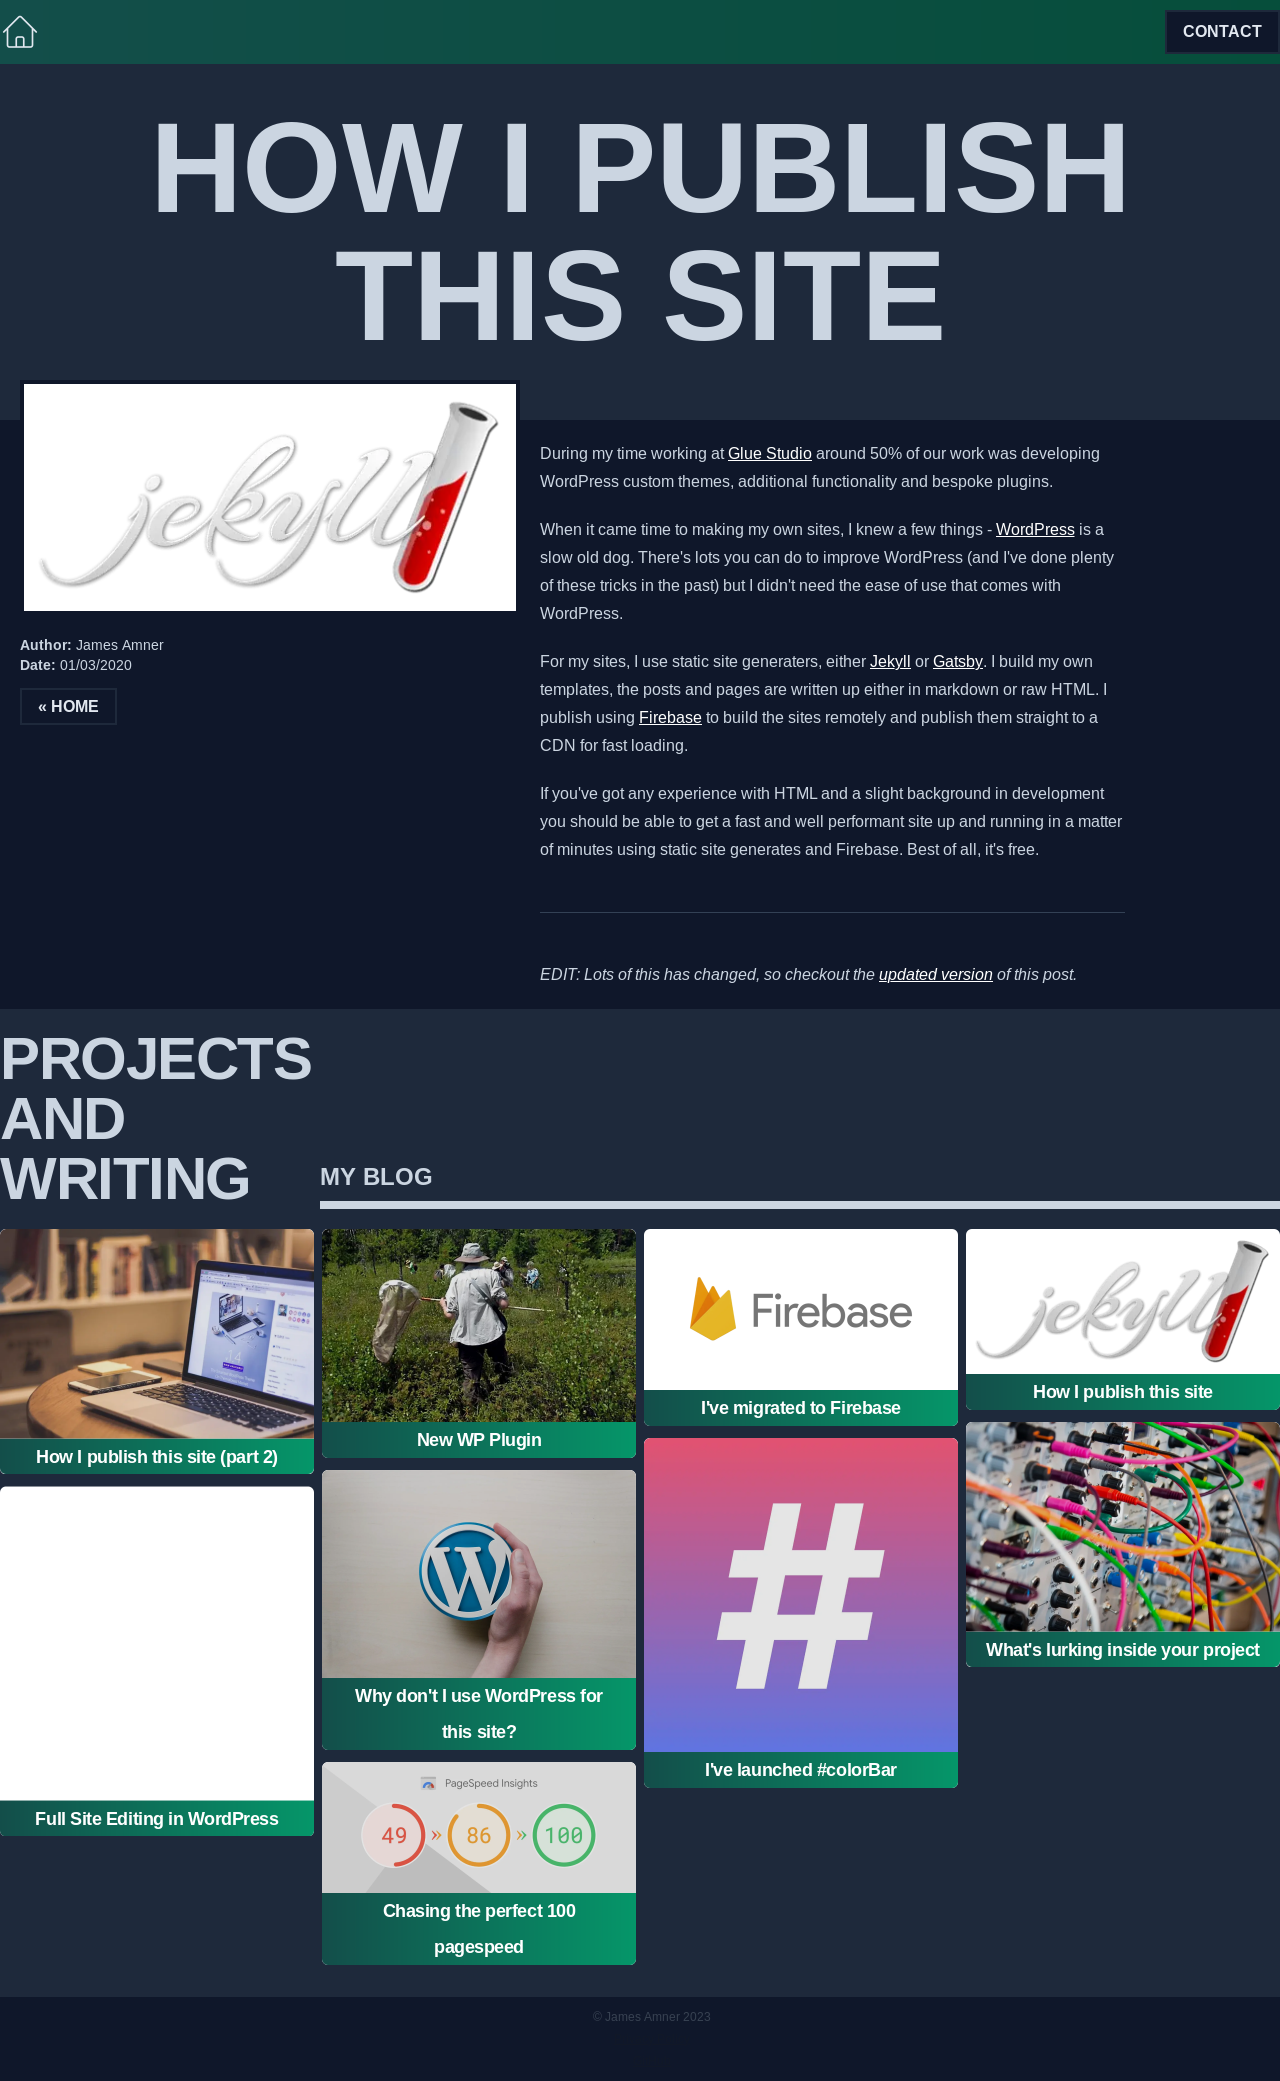 CONTACT
HOW I PUBLISH
THIS SITE
jekyll
During my time working at Glue Studio around 50% of our work was developing
WordPress custom themes, additional functionality and bespoke plugins.
When it came time to making my own sites, I knew a few things - WordPress is a
slow old dog. There's lots you can do to improve WordPress (and I've done plenty
of these tricks in the past) but I didn't need the ease of use that comes with
WordPress.
For my sites, I use static site generaters, either Jekyll or Gatsby. I build my own
templates, the posts and pages are written up either in markdown or raw HTML. I
publish using Firebase to build the sites remotely and publish them straight to a
CDN for fast loading.
If you've got any experience with HTML and a slight background in development
you should be able to get a fast and well performant site up and running in a matter
of minutes using static site generates and Firebase. Best of all, it's free.
EDIT: Lots of this has changed, so checkout the updated version of this post.
Author: James Amner
Date: 01/03/2020
« HOME
PROJECTS
AND
WRITING
MY BLOG
How I publish this site (part 2)
Full Site Editing in WordPress
New WP Plugin
W
Why don't I use WordPress for
this site?
PageSpeed Insights
49 » 86 » 100
Chasing the perfect 100
pagespeed
Firebase
I've migrated to Firebase
#
I've launched #colorBar
jekyll
How I publish this site
What's lurking inside your project
© James Amner 2023